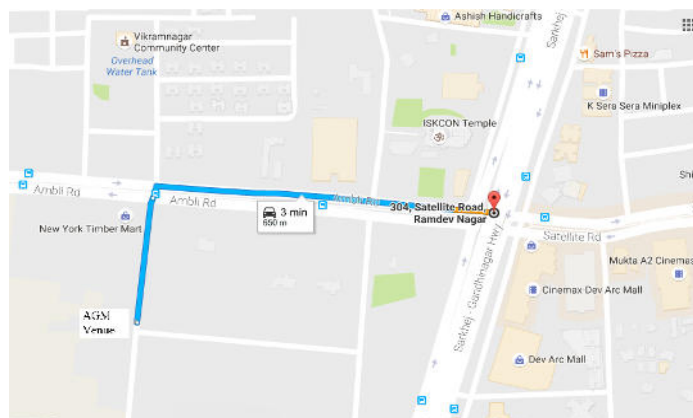 Ashish Handicrafts
Sarkhej
Vikramnagar
Community Center
Overhead
Water Tank
Sam's Pizza
K Sera Sera Miniplex
ISKCON Temple
Ambli Rd
Ambli Rd
Ambli Rd
3 min
650 m
304, Satellite Road,
Ramdev Nagar
New York Timber Mart
Satellite Rd
Sarkhej - Gandhinagar Hwy
Mukta A2 Cinemas
Cinemax-Dev Arc Mall
AGM
Venue
Dev Arc Mall